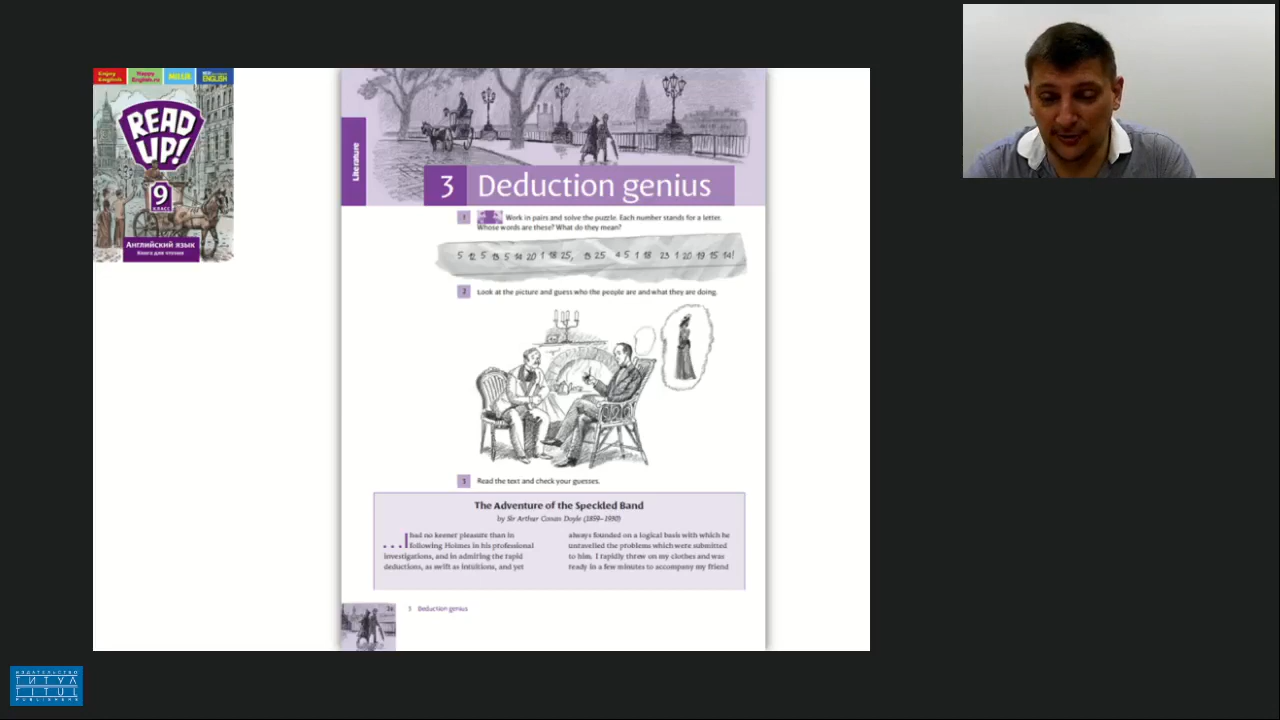 Enjoy
English
Happy
English.ru
MILLIE
NEW
ENGLISH
READ
UP!
9
КЛАСС
Английский язык
Книга для чтения
Literature
3 Deduction genius
1 Work in pairs and solve the puzzle. Each number stands for a letter.
Whose words are these? What do they mean?
5 12 5 13 5 14 20 1 18 25, 13 25 4 5 1 18 23 1 20 19 15 14!
2 Look at the picture and guess who the people are and what they are doing.
3 Read the text and check your guesses.
The Adventure of the Speckled Band
by Sir Arthur Conan Doyle (1859–1930)
...I had no keener pleasure than in
following Holmes in his professional
investigations, and in admiring the rapid
deductions, as swift as intuitions, and yet
always founded on a logical basis with which he
unravelled the problems which were submitted
to him. I rapidly threw on my clothes and was
ready in a few minutes to accompany my friend
3 Deduction genius
ИЗДАТЕЛЬСТВО
ТИТУЛ
TITUL
PUBLISHERS